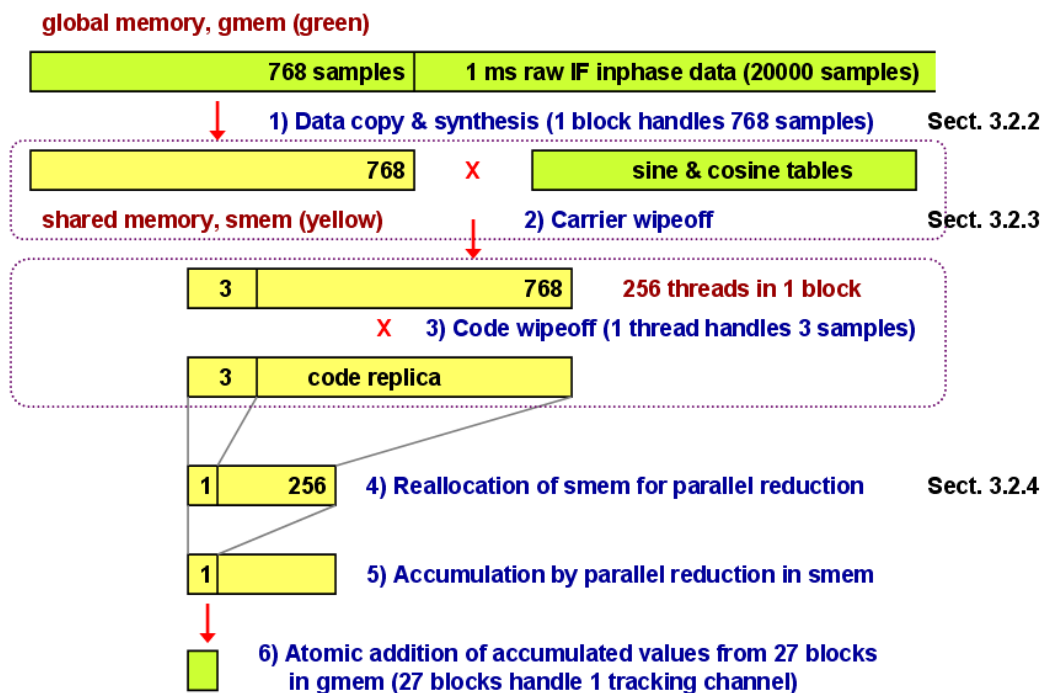 global memory, gmem (green)
768 samples
1 ms raw IF inphase data (20000 samples)
1) Data copy & synthesis (1 block handles 768 samples)
Sect. 3.2.2
768
X
sine & cosine tables
shared memory, smem (yellow)
2) Carrier wipeoff
Sect. 3.2.3
3
768
256 threads in 1 block
X
3) Code wipeoff (1 thread handles 3 samples)
3
code replica
1
256
4) Reallocation of smem for parallel reduction
Sect. 3.2.4
1
5) Accumulation by parallel reduction in smem
6) Atomic addition of accumulated values from 27 blocks
in gmem (27 blocks handle 1 tracking channel)